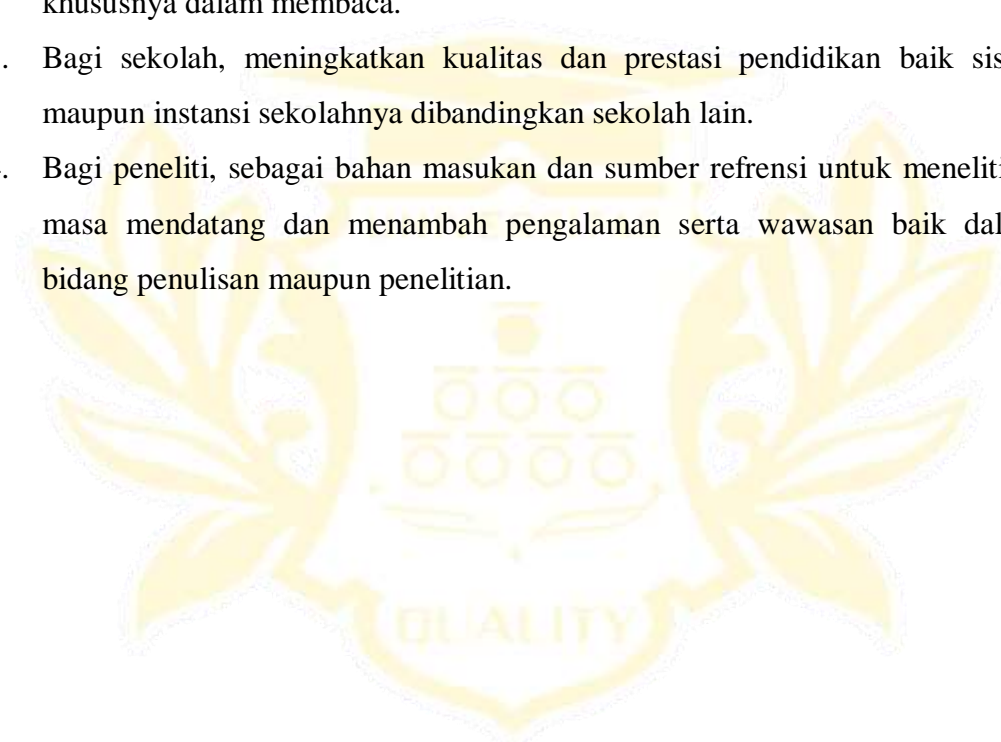 khususnya dalam membaca.
. Bagi sekolah, meningkatkan kualitas dan prestasi pendidikan baik sis
maupun instansi sekolahnya dibandingkan sekolah lain.
. Bagi peneliti, sebagai bahan masukan dan sumber refrensi untuk meneliti
masa mendatang dan menambah pengalaman serta wawasan baik dal
bidang penulisan maupun penelitian.
QUALITY